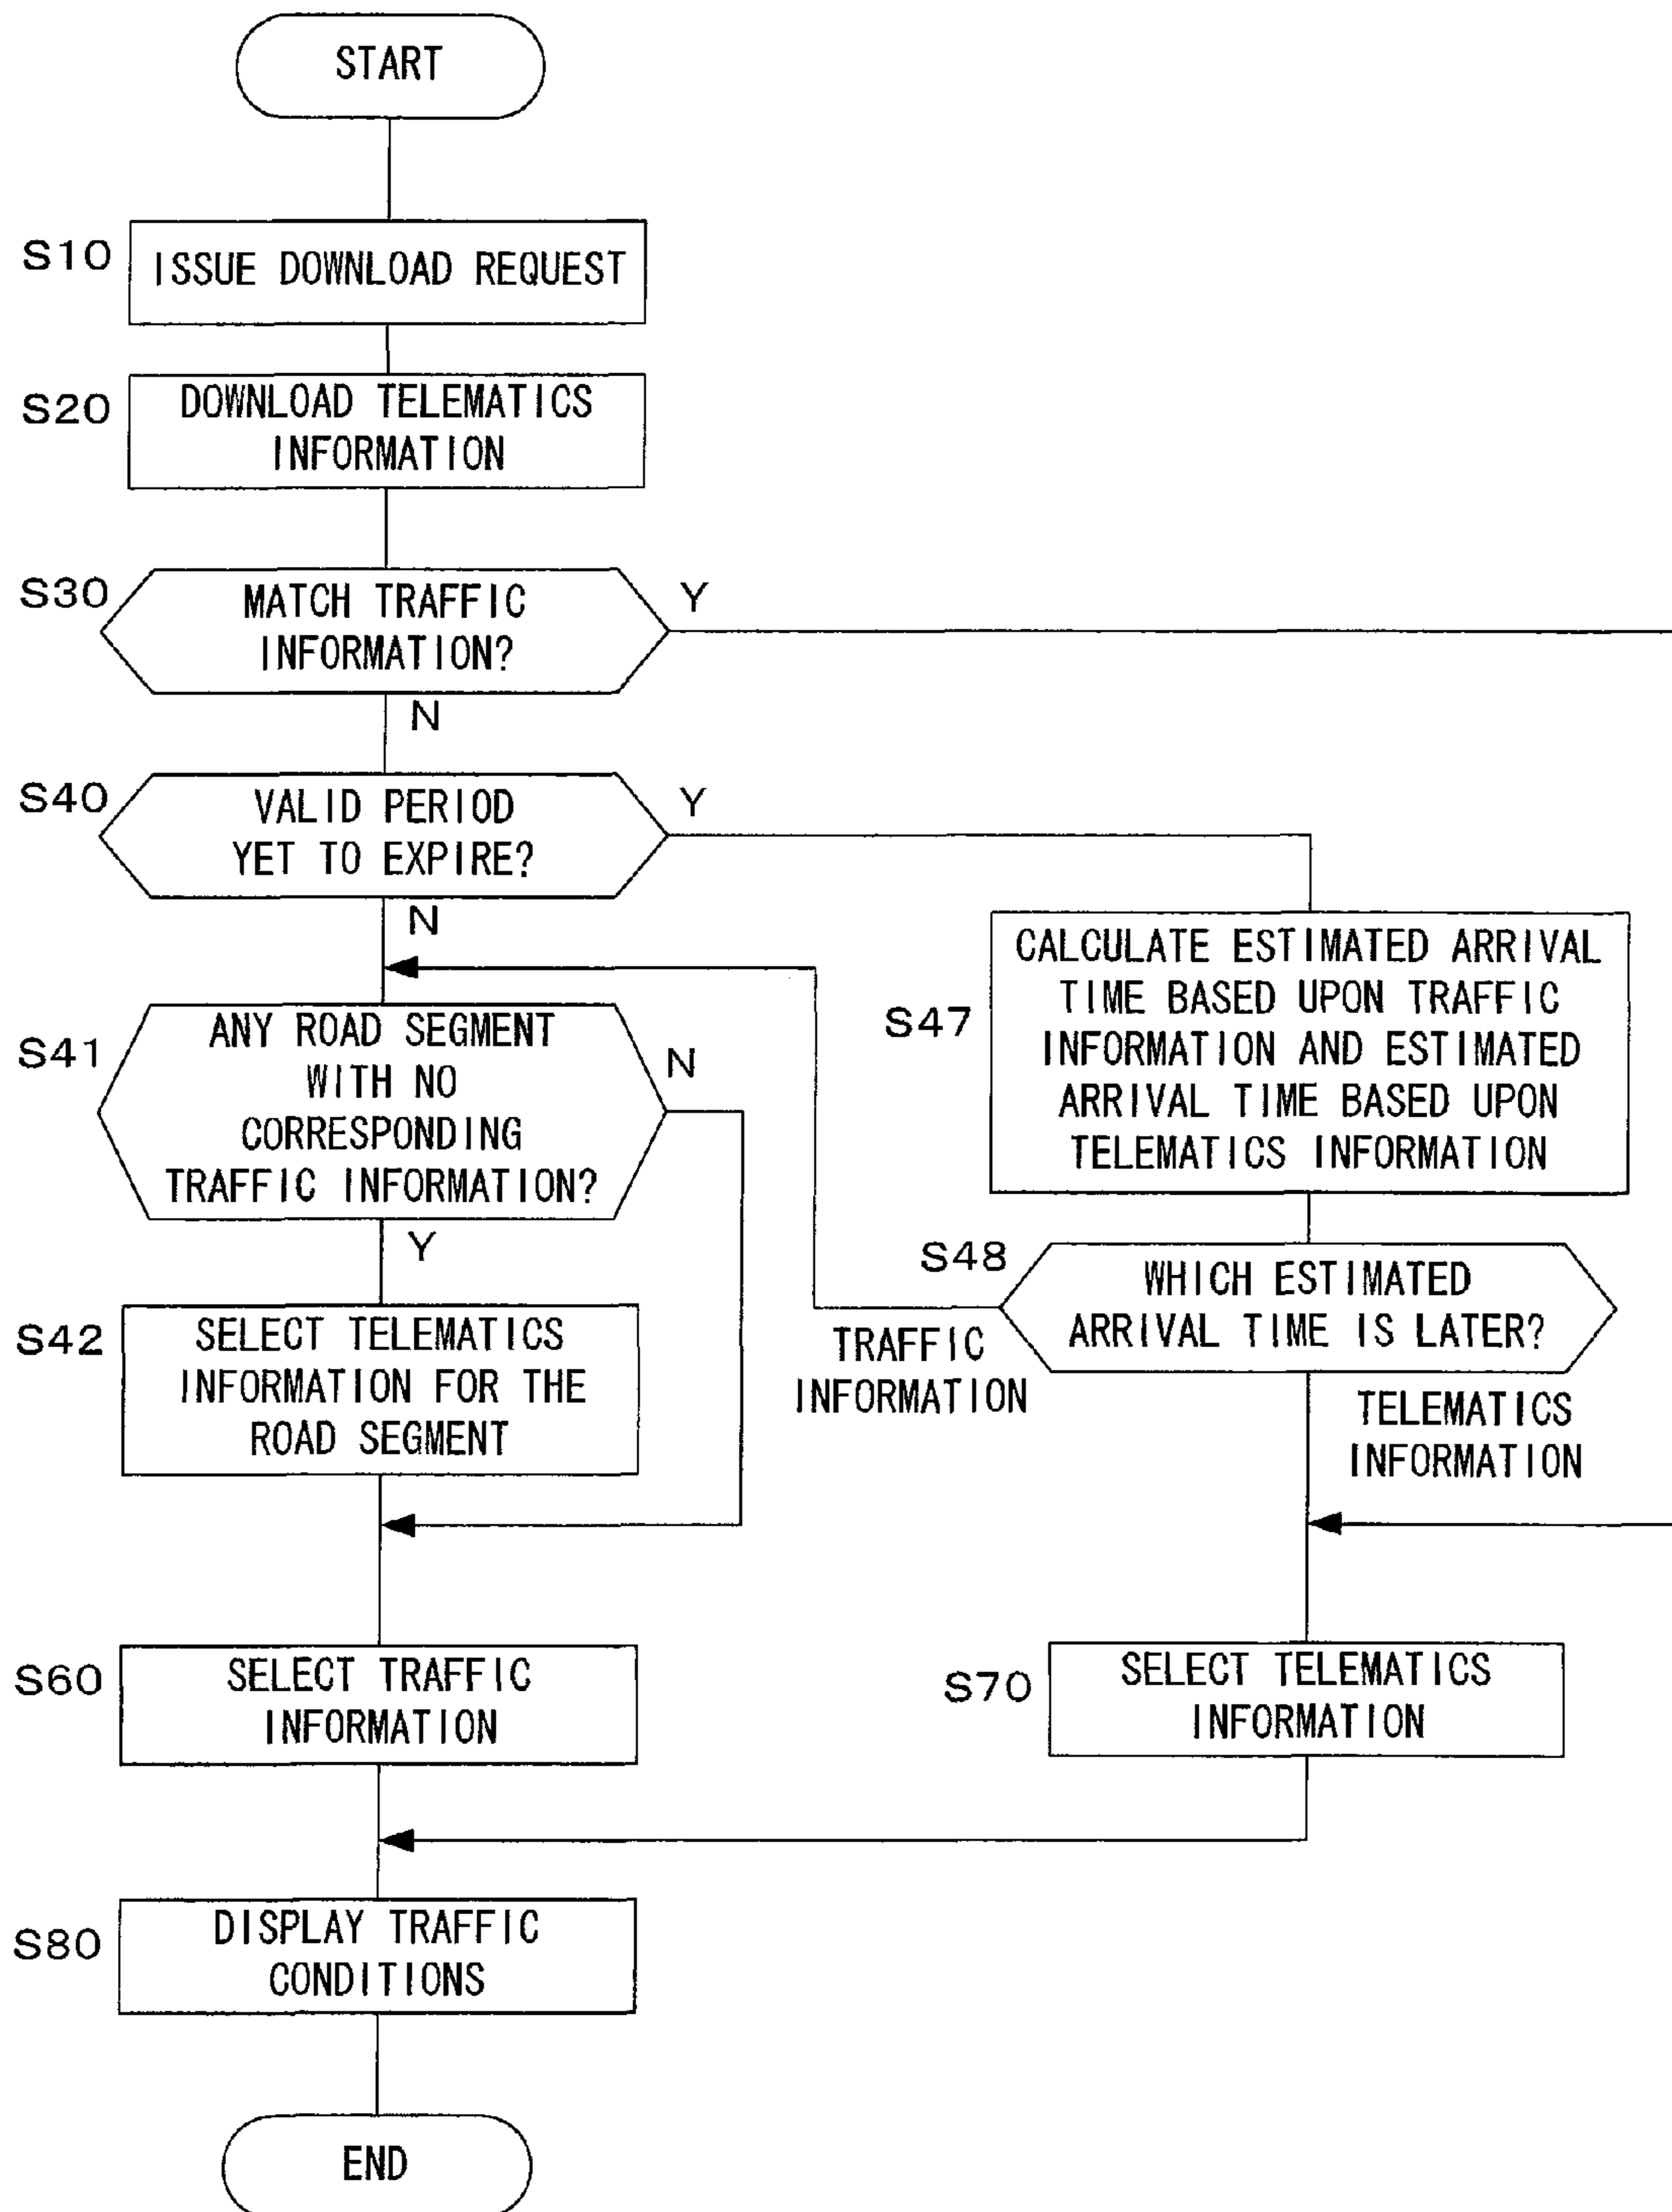 START
S10
ISSUE DOWNLOAD REQUEST
S20
DOWNLOAD TELEMATICS
INFORMATION
S30
MATCH TRAFFIC
INFORMATION?
Y
N
S40
VALID PERIOD
YET TO EXPIRE?
Y
N
S41
ANY ROAD SEGMENT
WITH NO
CORRESPONDING
TRAFFIC INFORMATION?
N
Y
S47
CALCULATE ESTIMATED ARRIVAL
TIME BASED UPON TRAFFIC
INFORMATION AND ESTIMATED
ARRIVAL TIME BASED UPON
TELEMATICS INFORMATION
S48
WHICH ESTIMATED
ARRIVAL TIME IS LATER?
TRAFFIC
INFORMATION
TELEMATICS
INFORMATION
S42
SELECT TELEMATICS
INFORMATION FOR THE
ROAD SEGMENT
S60
SELECT TRAFFIC
INFORMATION
S70
SELECT TELEMATICS
INFORMATION
S80
DISPLAY TRAFFIC
CONDITIONS
END